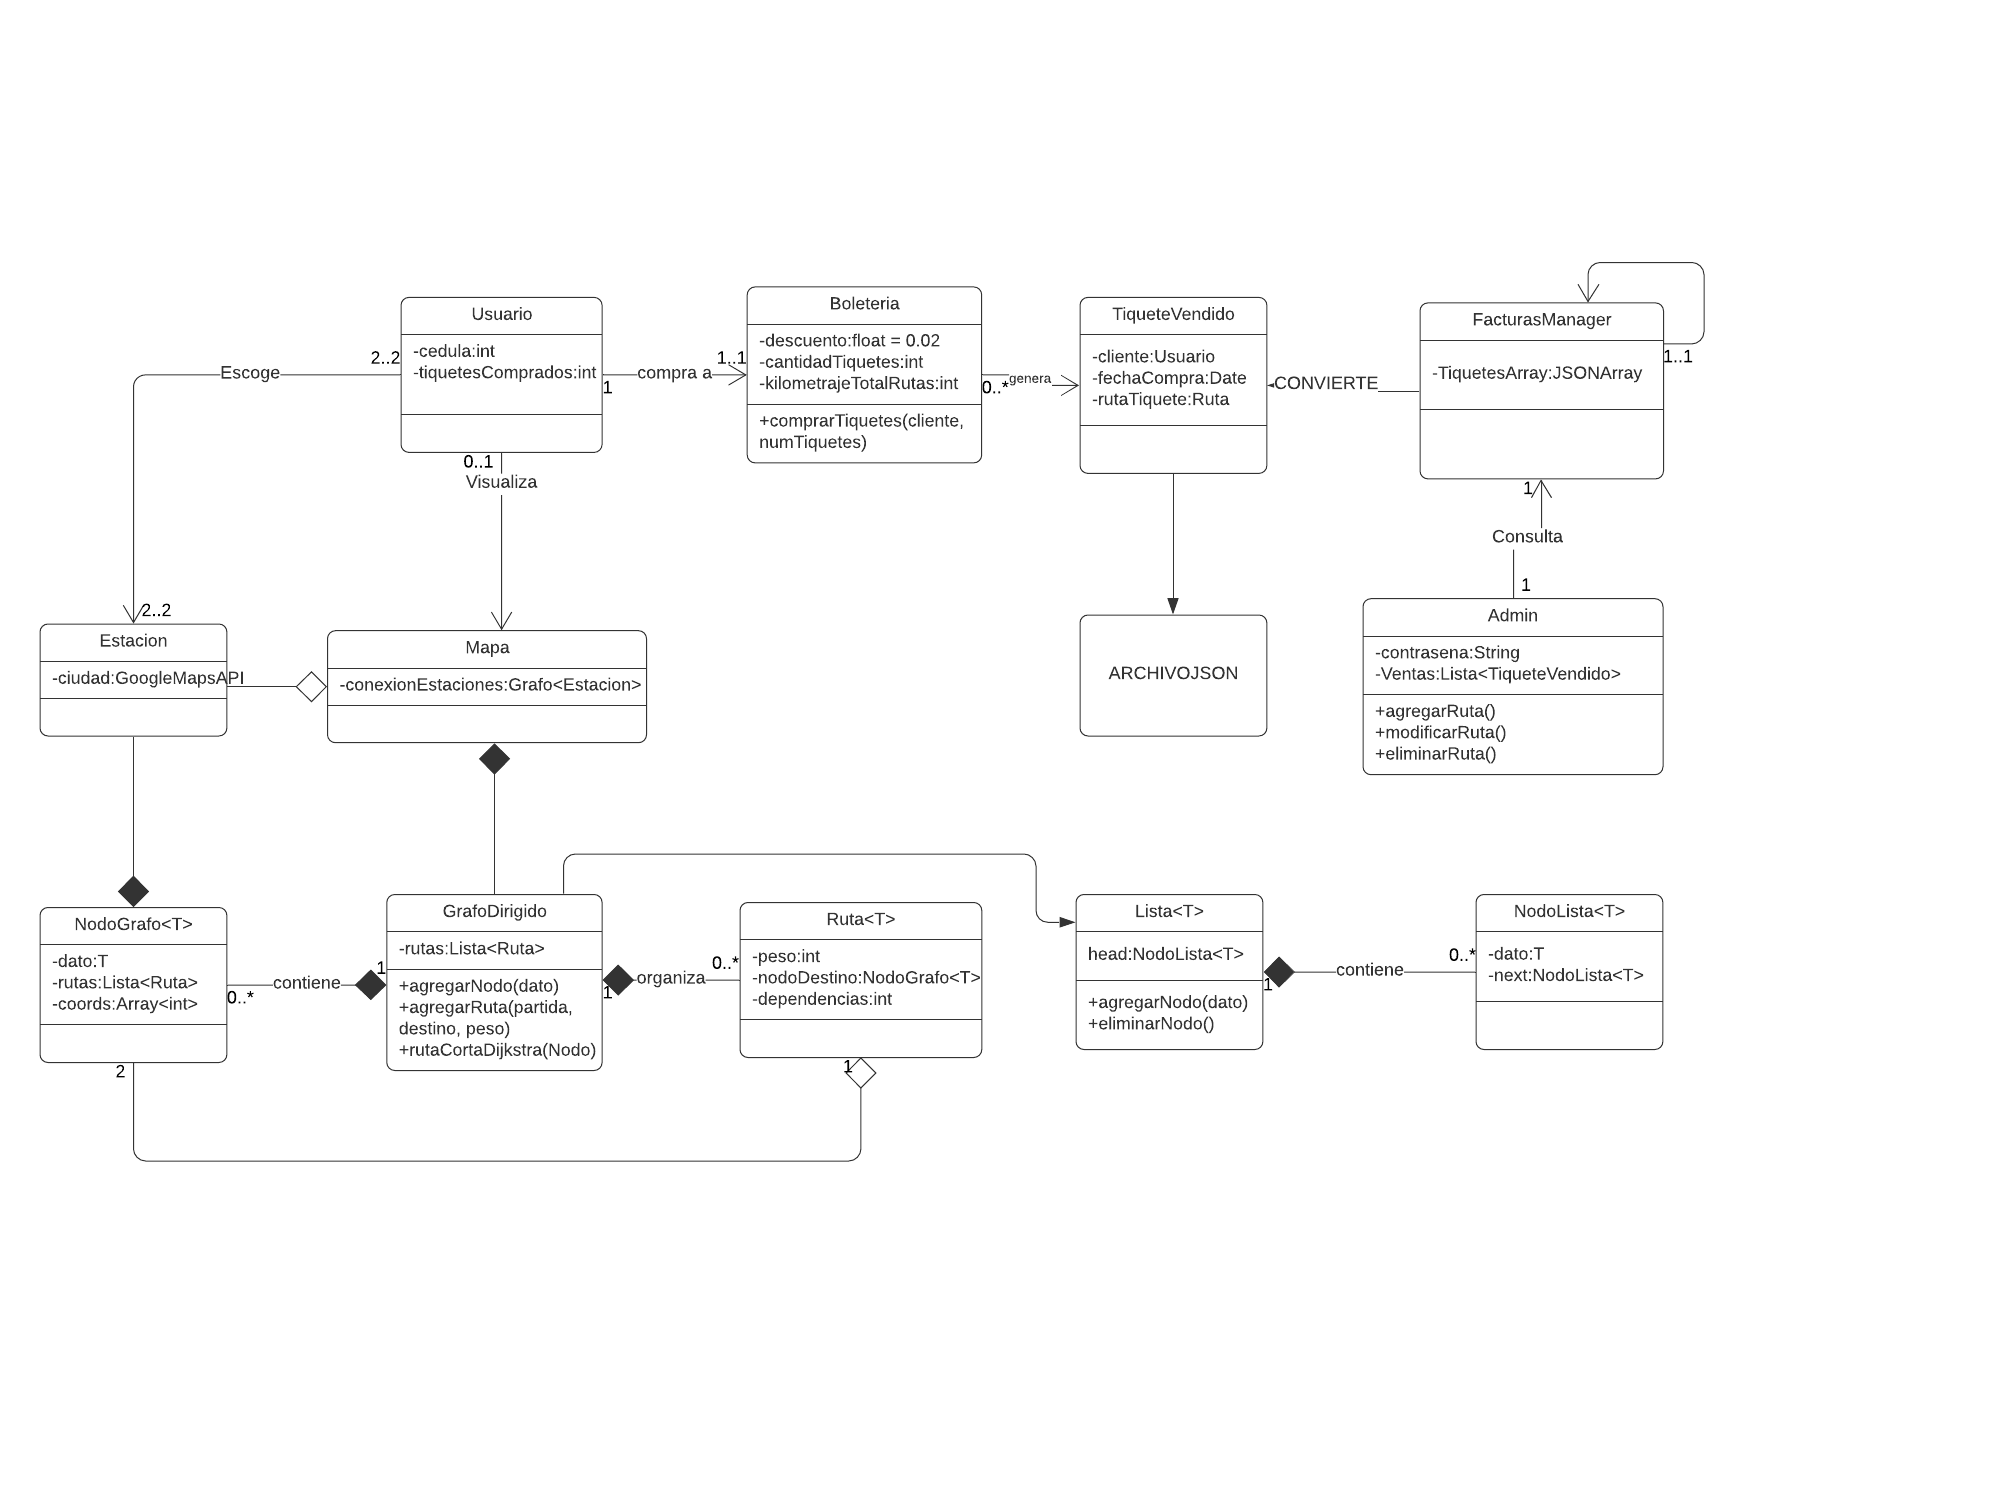 Usuario
-cedula:int
-tiquetesComprados:int
Boleteria
-descuento:float = 0.02
-cantidadTiquetes:int
-kilometrajeTotalRutas:int
+comprarTiquetes(cliente,
numTiquetes)
TiqueteVendido
-cliente:Usuario
-fechaCompra:Date
-rutaTiquete:Ruta
FacturasManager
-TiquetesArray:JSONArray
1..1
Escoge
2..2
1
compra a
1..1
0..*
genera
CONVIERTE
0..1
Visualiza
1
Consulta
1
2..2
Estacion
-ciudad:GoogleMapsAPI
Mapa
-conexionEstaciones:Grafo<Estacion>
ARCHIVOJSON
Admin
-contrasena:String
-Ventas:Lista<TiqueteVendido>
+agregarRuta()
+modificarRuta()
+eliminarRuta()
NodoGrafo<T>
-dato:T
-rutas:Lista<Ruta>
-coords:Array<int>
0..*
contiene
1
GrafoDirigido
-rutas:Lista<Ruta>
+agregarNodo(dato)
+agregarRuta(partida,
destino, peso)
+rutaCortaDijkstra(Nodo)
1
organiza
0..*
Ruta<T>
-peso:int
-nodoDestino:NodoGrafo<T>
-dependencias:int
Lista<T>
head:NodoLista<T>
+agregarNodo(dato)
+eliminarNodo()
1
contiene
0..*
NodoLista<T>
-dato:T
-next:NodoLista<T>
2
1